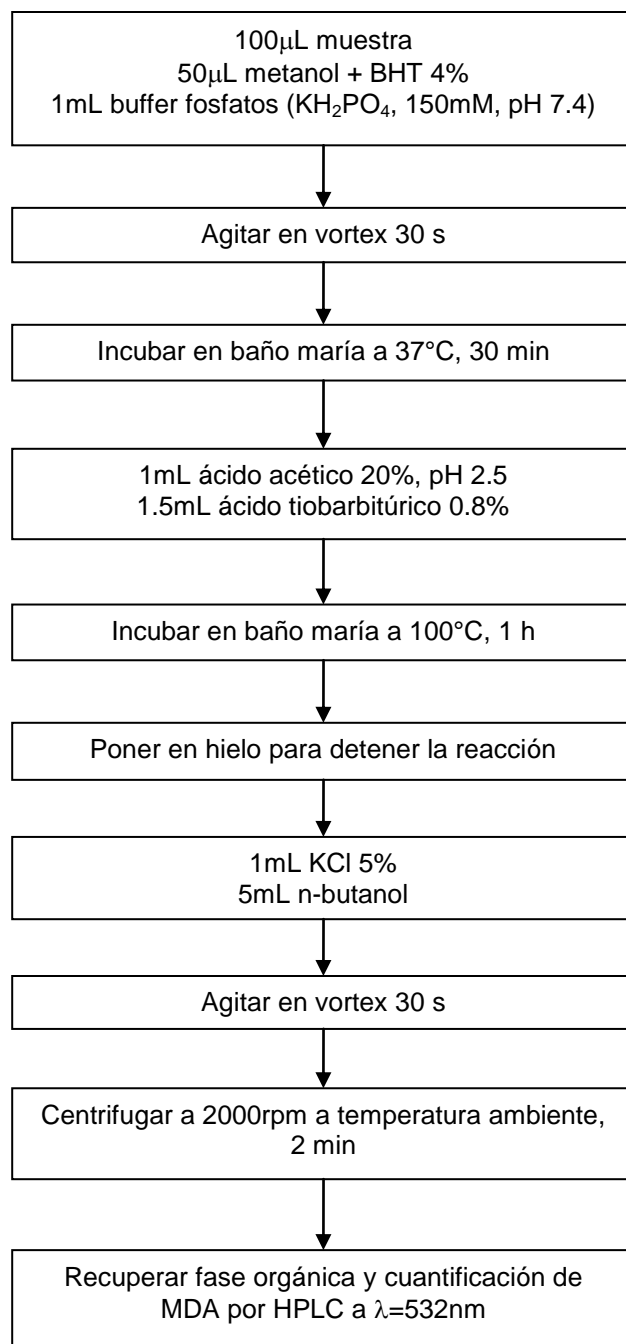 100μL muestra
50μL metanol + BHT 4%
1mL buffer fosfatos (KH₂PO₄, 150mM, pH 7.4)
Agitar en vortex 30 s
Incubar en baño maría a 37°C, 30 min
1mL ácido acético 20%, pH 2.5
1.5mL ácido tiobarbitúrico 0.8%
Incubar en baño maría a 100°C, 1 h
Poner en hielo para detener la reacción
1mL KCl 5%
5mL n-butanol
Agitar en vortex 30 s
Centrifugar a 2000rpm a temperatura ambiente,
2 min
Recuperar fase orgánica y cuantificación de
MDA por HPLC a λ=532nm